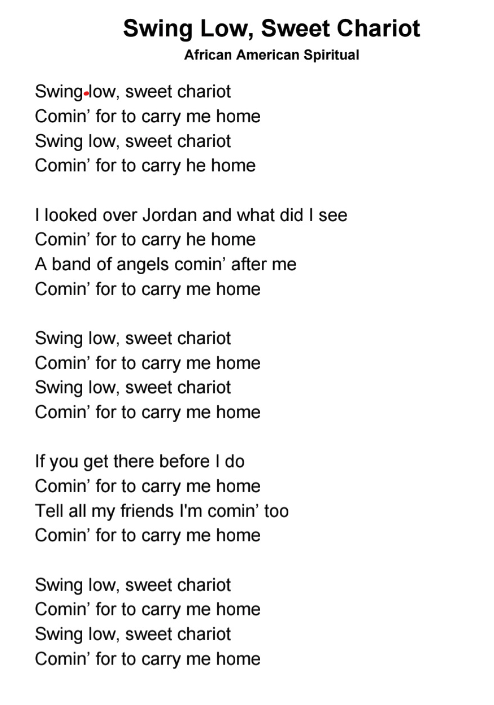 Swing Low, Sweet Chariot
African American Spiritual
Swing low, sweet chariot
Comin’ for to carry me home
Swing low, sweet chariot
Comin’ for to carry he home
I looked over Jordan and what did I see
Comin’ for to carry he home
A band of angels comin’ after me
Comin’ for to carry me home
Swing low, sweet chariot
Comin’ for to carry me home
Swing low, sweet chariot
Comin’ for to carry me home
If you get there before I do
Comin’ for to carry me home
Tell all my friends I'm comin’ too
Comin’ for to carry me home
Swing low, sweet chariot
Comin’ for to carry me home
Swing low, sweet chariot
Comin’ for to carry me home